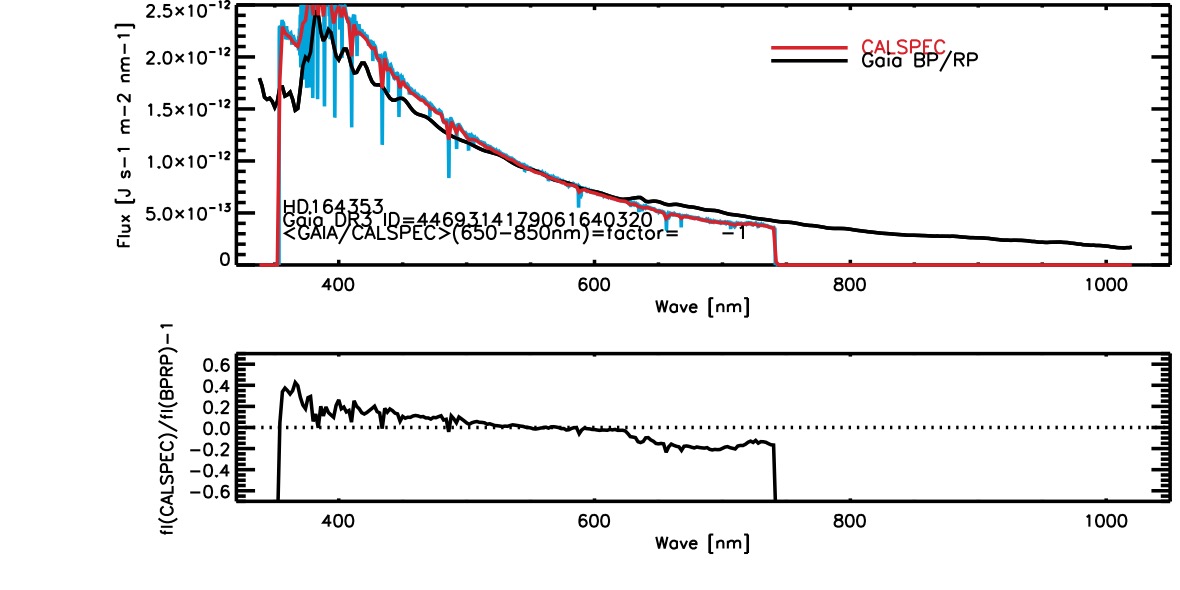 2.5×10−12
2.0×10−12
1.5×10−12
1.0×10−12
5.0×10−13
0
Flux [J s−1 m−2 nm−1]
CALSPEC
Gaia BP/RP
HD164353
Gaia DR3 ID=4469314179061640320
<GAIA/CALSPEC>(650−850nm)=factor= −1
400 600 800 1000
Wave [nm]
fl(CALSPEC)/fl(BPRP)−1
0.6
0.4
0.2
0.0
−0.2
−0.4
−0.6
400 600 800 1000
Wave [nm]